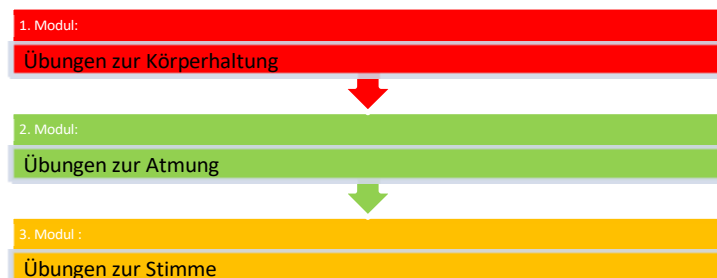 1. Modul:
Übungen zur Körperhaltung
2. Modul:
Übungen zur Atmung
3. Modul :
Übungen zur Stimme